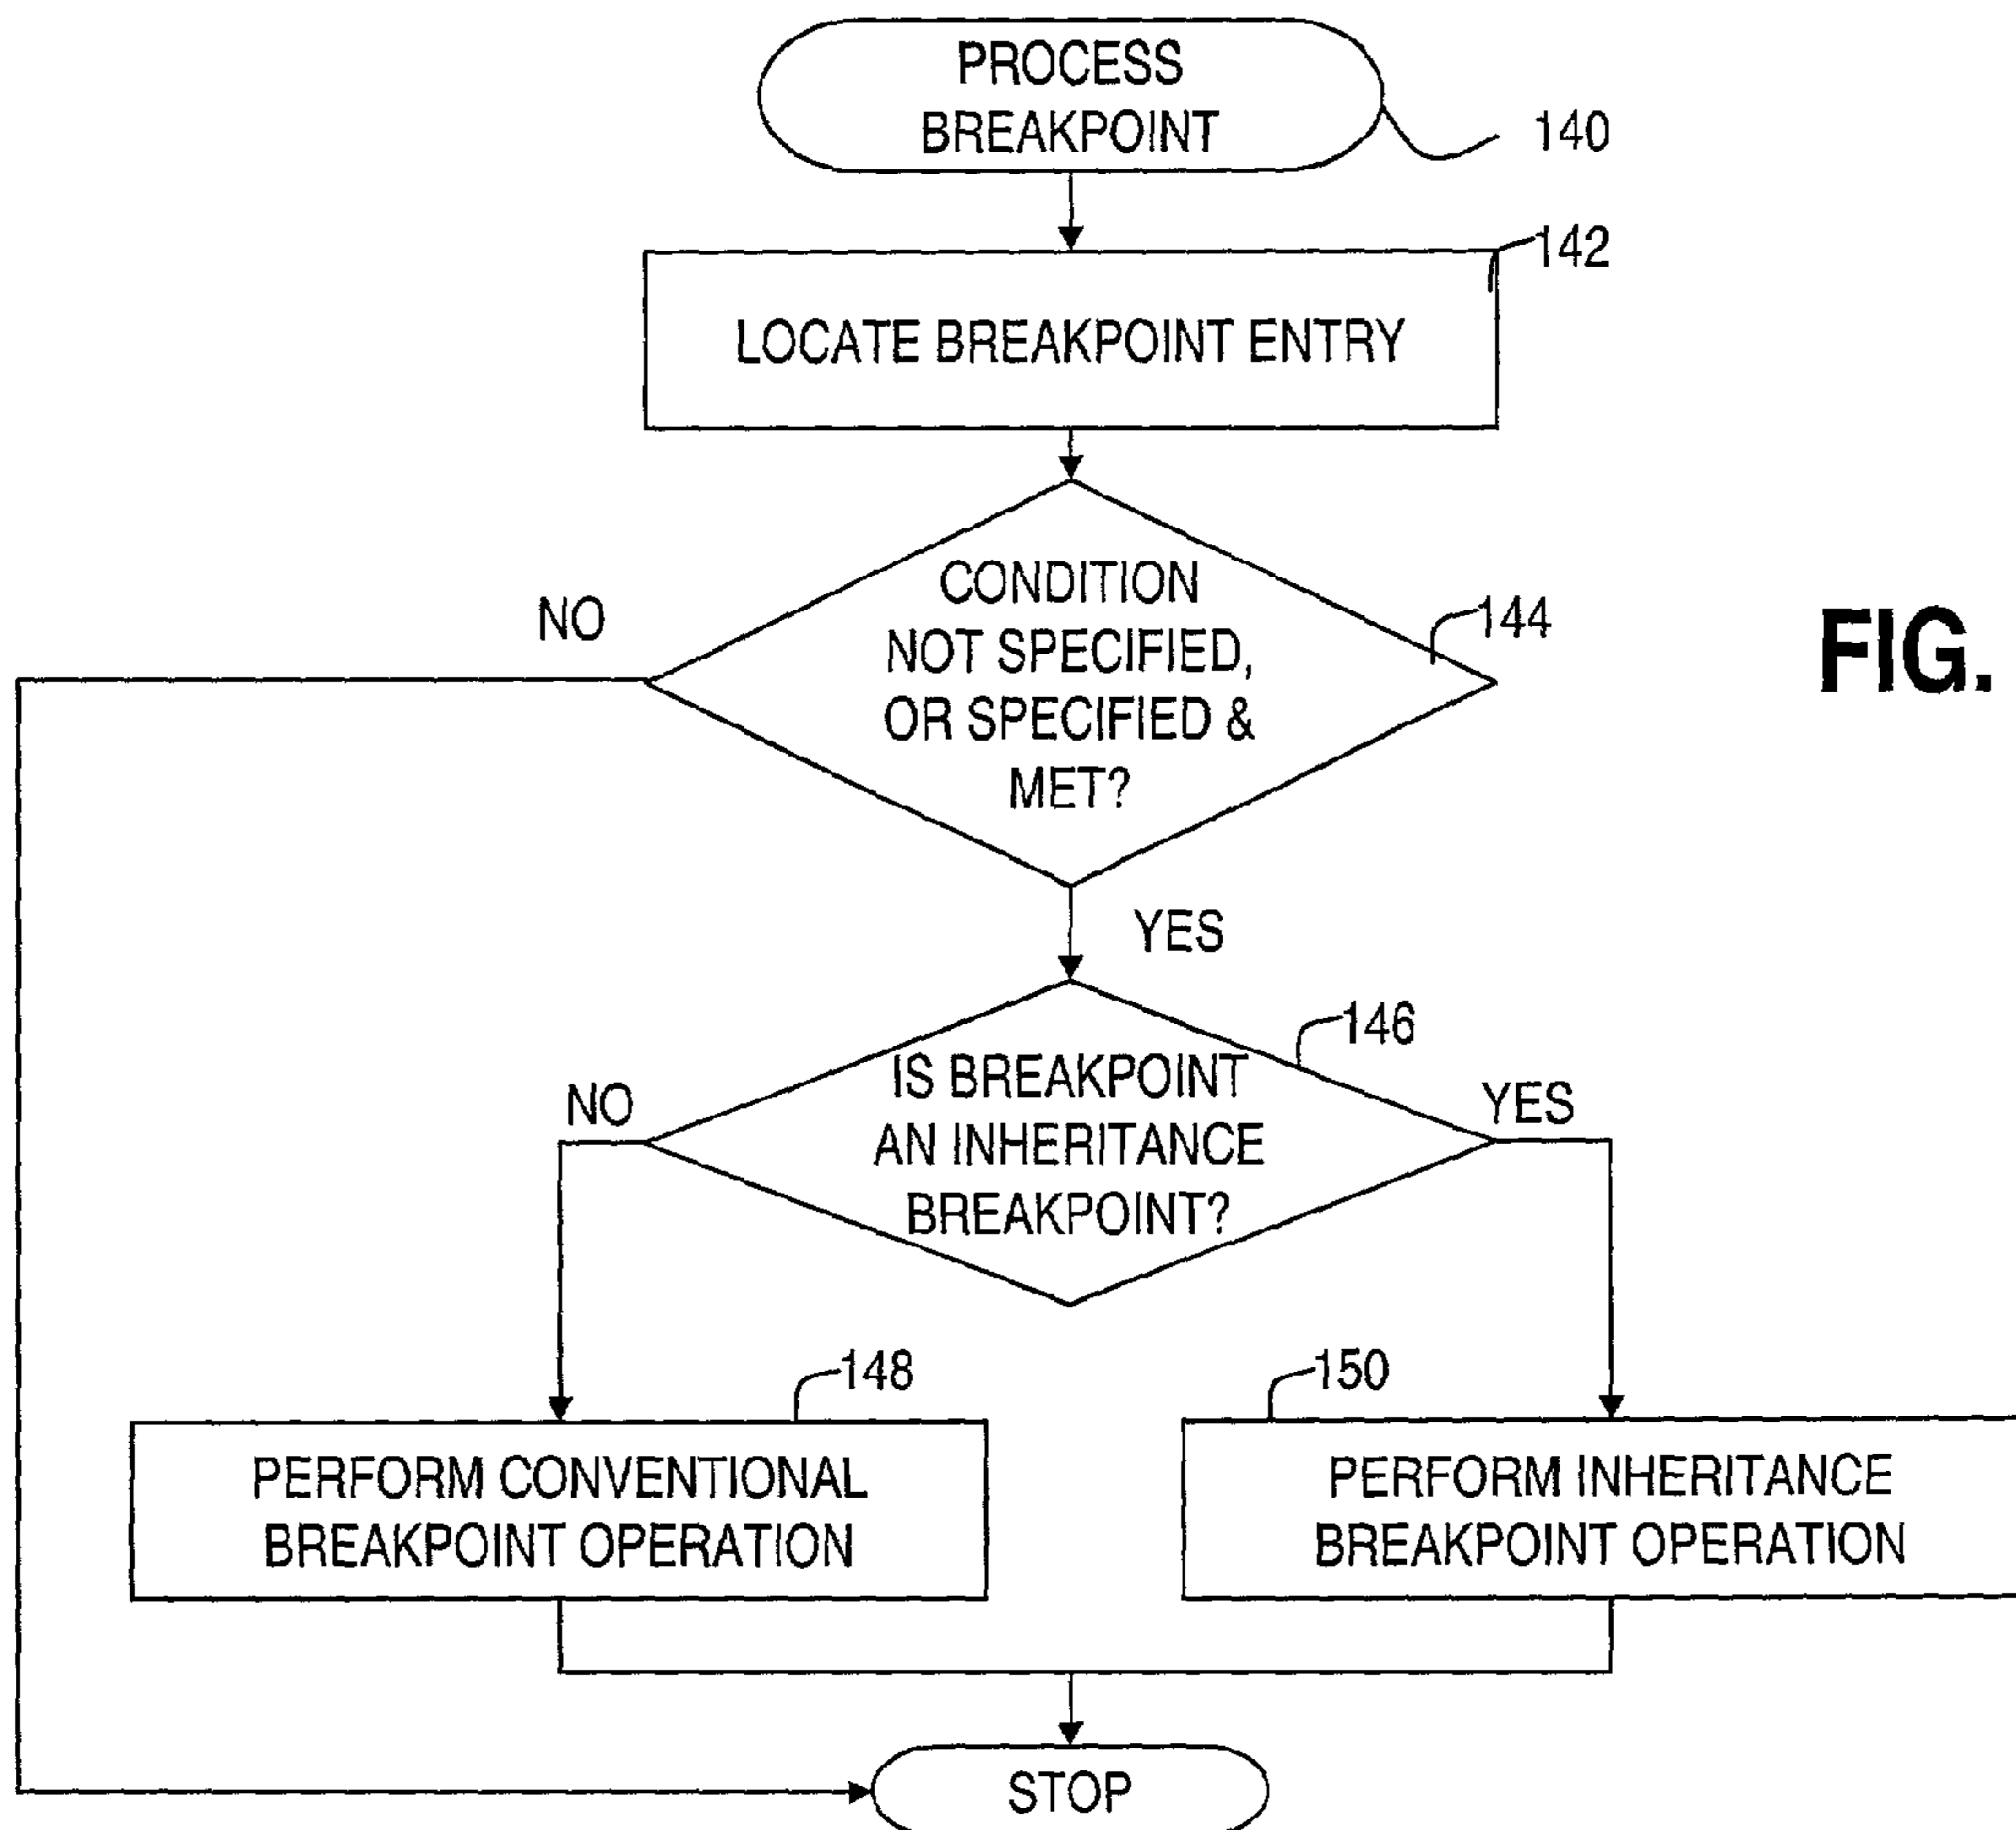 PROCESS
BREAKPOINT
140
142
LOCATE BREAKPOINT ENTRY
CONDITION
NOT SPECIFIED,
OR SPECIFIED &
MET?
144
NO
FIG.
YES
146
IS BREAKPOINT
AN INHERITANCE
BREAKPOINT?
NO
YES
148
150
PERFORM CONVENTIONAL
BREAKPOINT OPERATION
PERFORM INHERITANCE
BREAKPOINT OPERATION
STOP